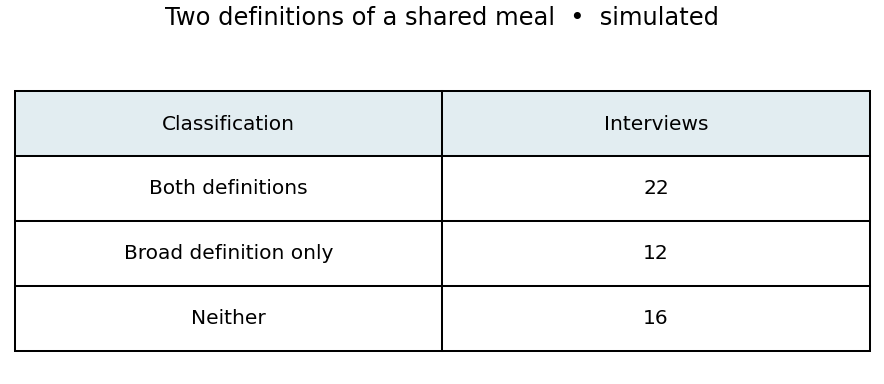 Two definitions of a shared meal • simulated
Classification Interviews
Both definitions 22
Broad definition only 12
Neither 16